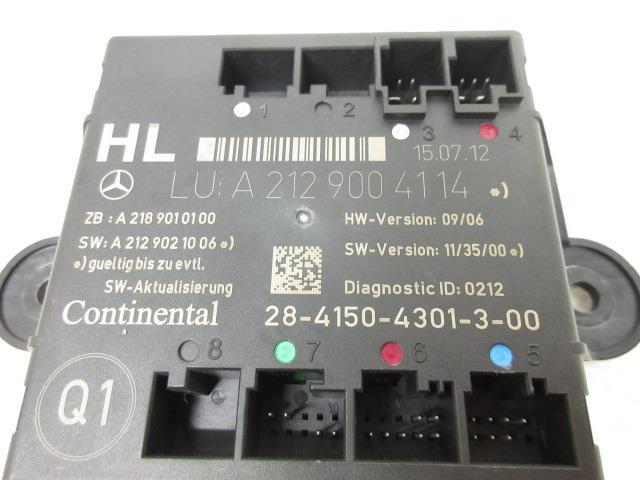 1 2 3 4
HL
15.07.12
LU: A 212 900 41 14 *)
ZB : A 218 901 01 00
HW-Version: 09/06
SW: A 212 902 10 06 *)
SW-Version: 11/35/00 *)
*) gueltig bis zu evtl.
SW-Aktualisierung
Diagnostic ID: 0212
Continental
28-4150-4301-3-00
8 7 6 5
Q1